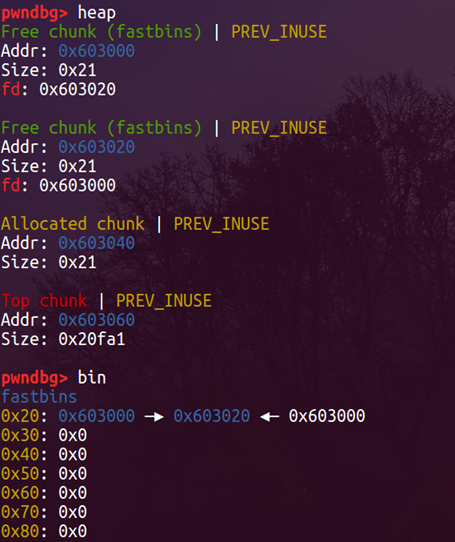 pwndbg> heap
Free chunk (fastbins) | PREV_INUSE
Addr: 0x603000
Size: 0x21
fd: 0x603020
Free chunk (fastbins) | PREV_INUSE
Addr: 0x603020
Size: 0x21
fd: 0x603000
Allocated chunk | PREV_INUSE
Addr: 0x603040
Size: 0x21
Top chunk | PREV_INUSE
Addr: 0x603060
Size: 0x20fa1
pwndbg> bin
fastbins
0x20: 0x603000 —▸ 0x603020 ◂— 0x603000
0x30: 0x0
0x40: 0x0
0x50: 0x0
0x60: 0x0
0x70: 0x0
0x80: 0x0